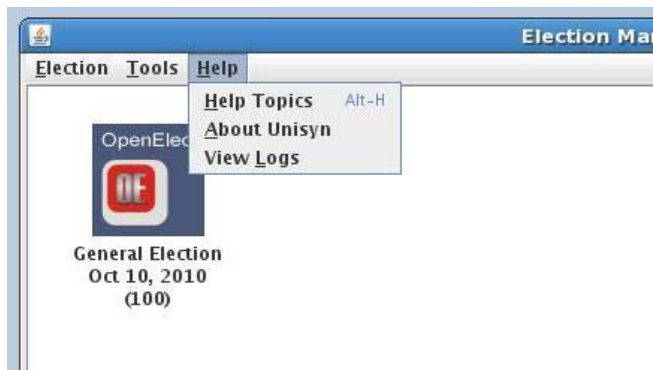 Election Ma
Election Tools Help
Help Topics Alt-H
About Unisyn
View Logs
OpenElec
OE
General Election
Oct 10, 2010
(100)